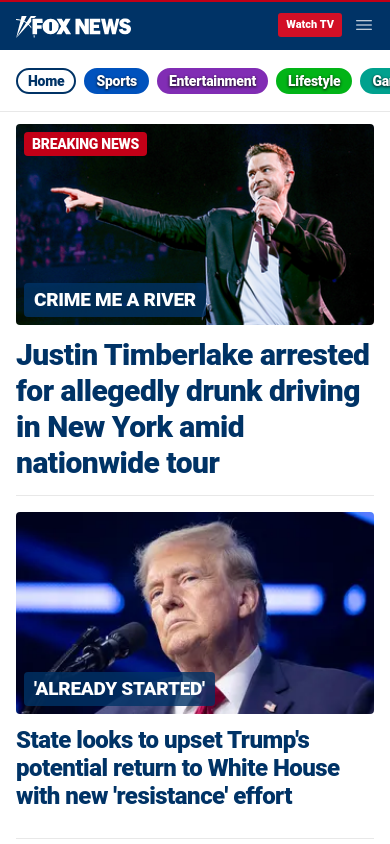 FOX NEWS
Watch TV
Home
Sports
Entertainment
Lifestyle
BREAKING NEWS
CRIME ME A RIVER
Justin Timberlake arrested
for allegedly drunk driving
in New York amid
nationwide tour
'ALREADY STARTED'
State looks to upset Trump's
potential return to White House
with new 'resistance' effort